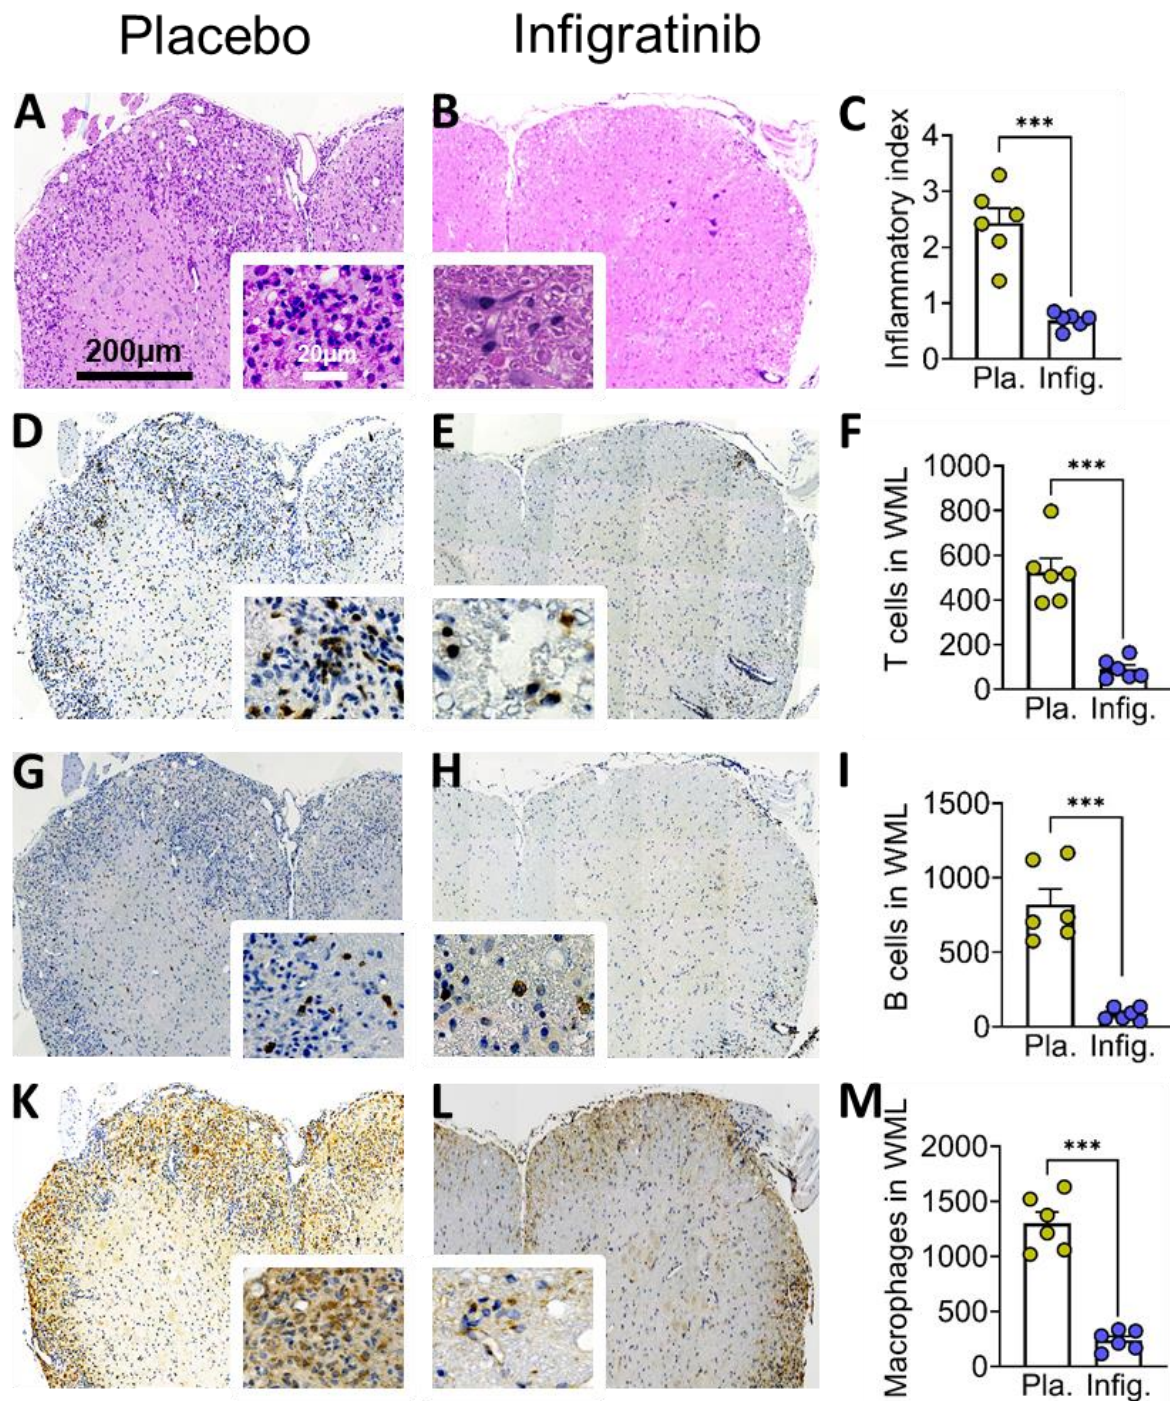 Placebo Infigratinib
A B C
Inflammatory index
4
3
2
1
0
***
Pla. Infig.
200µm
20µm
D E F
T cells in WML
1000
800
600
400
200
0
***
Pla. Infig.
G H I
B cells in WML
1500
1000
500
0
***
Pla. Infig.
K L M
Macrophages in WML
2000
1500
1000
500
0
***
Pla. Infig.